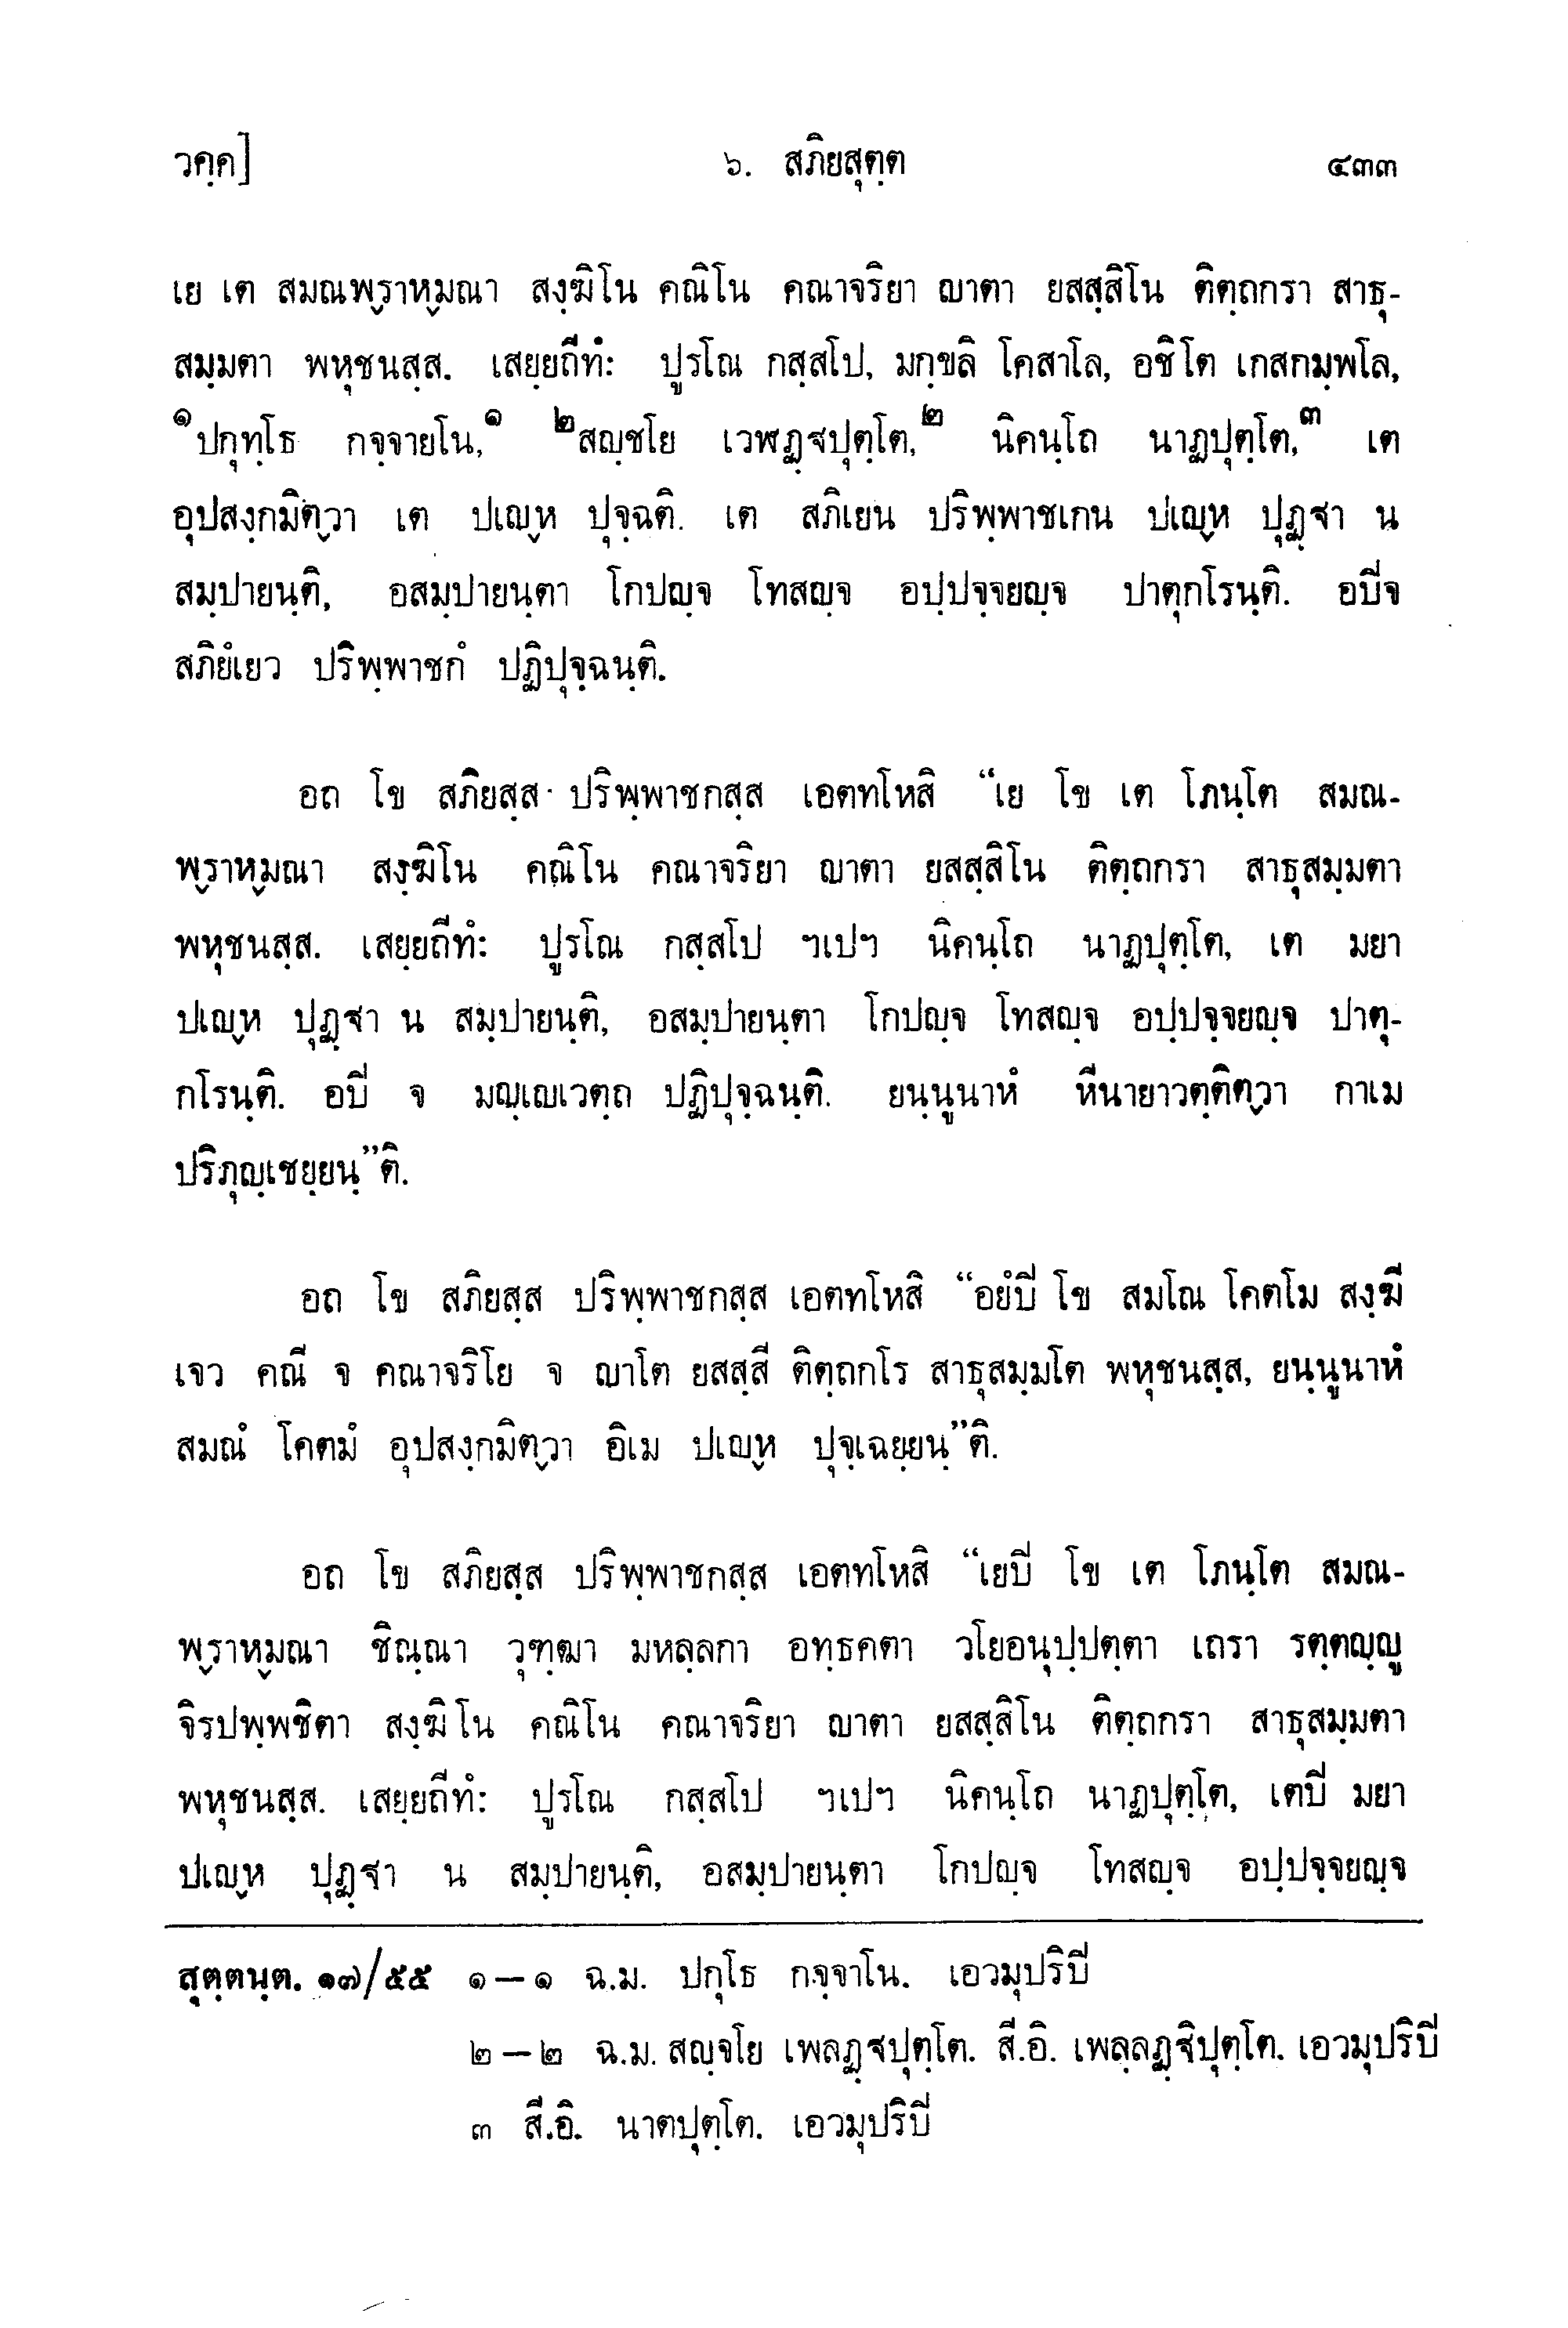 วคฺค] ๖. สภิยสุตฺต ๔๓๓
เย เต สมณพฺราหฺมณา สงฺฆิโน คณิโน คณาจริยา ญาตา ยสสฺสิโน ติตฺถกรา สาธุ-
สมฺมตา พหุชนสฺส. เสยฺยถีทํ: ปูรโณ กสฺสโป, มกฺขลิ โคสาโล, อชิโต เกสกมฺพโล,
๑ปกุทฺโธ กจฺจายโน,๑ ๒สญฺชโย เวฬฏฺฐปุตฺโต,๒ นิคนฺโถ นาฏปุตฺโต,๓ เต
อุปสงฺกมิตฺวา เต ปเญฺห ปุจฺฉติ. เต สภิเยน ปริพฺพาชเกน ปเญฺห ปุฏฺฐา น
สมฺปายนฺติ, อสมฺปายนฺตา โกปญฺจ โทสญฺจ อปฺปจฺจยญฺจ ปาตุกโรนฺติ. อปิจ
สภิยํเยว ปริพฺพาชกํ ปฏิปุจฺฉนฺติ.
อถ โข สภิยสฺส ปริพฺพาชกสฺส เอตทโหสิ “เย โข เต โภนฺโต สมณ-
พฺราหฺมณา สงฺฆิโน คณิโน คณาจริยา ญาตา ยสสฺสิโน ติตฺถกรา สาธุสมฺมตา
พหุชนสฺส. เสยฺยถีทํ: ปูรโณ กสฺสโป ฯเปฯ นิคนฺโถ นาฏปุตฺโต, เต มยา
ปเญฺห ปุฏฺฐา น สมฺปายนฺติ, อสมฺปายนฺตา โกปญฺจ โทสญฺจ อปฺปจฺจยญฺจ ปาตุ-
กโรนฺติ. อปิ จ มญฺเญเวตฺถ ปฏิปุจฺฉนฺติ. ยนฺนูนาหํ หีนายาวตฺติตฺวา กาเม
ปริภุญฺเชยฺยนฺ”ติ.
อถ โข สภิยสฺส ปริพฺพาชกสฺส เอตทโหสิ “อยํปิ โข สมโณ โคตโม สงฺฆี
เจว คณี จ คณาจริโย จ ญาโต ยสสฺสี ติตฺถกโร สาธุสมฺมโต พหุชนสฺส, ยนฺนูนาหํ
สมณํ โคตมํ อุปสงฺกมิตฺวา อิเม ปเญฺห ปุจฺเฉยฺยนฺ”ติ.
อถ โข สภิยสฺส ปริพฺพาชกสฺส เอตทโหสิ “เยปิ โข เต โภนฺโต สมณ-
พฺราหฺมณา ชิณฺณา วุฑฺฒา มหลฺลกา อทฺธคตา วโยอนุปฺปตฺตา เถรา รตฺตญฺญู
จิรปพฺพชิตา สงฺฆิโน คณิโน คณาจริยา ญาตา ยสสฺสิโน ติตฺถกรา สาธุสมฺมตา
พหุชนสฺส. เสยฺยถีทํ: ปูรโณ กสฺสโป ฯเปฯ นิคนฺโถ นาฏปุตฺโต, เตปิ มยา
ปเญฺห ปุฏฺฐา น สมฺปายนฺติ, อสมฺปายนฺตา โกปญฺจ โทสญฺจ อปฺปจฺจยญฺจ
สุตฺตนฺต. ๑๗/๕๕ ๑—๑ ฉ.ม. ปกุโธ กจฺจาโน. เอวมุปริปิ
๒—๒ ฉ.ม. สญฺจโย เพลฏฺฐปุตฺโต. สี.อิ. เพลฺลฏฺฐิปุตฺโต. เอวมุปริปิ
๓ สี.อิ. นาตปุตฺโต. เอวมุปริปิ